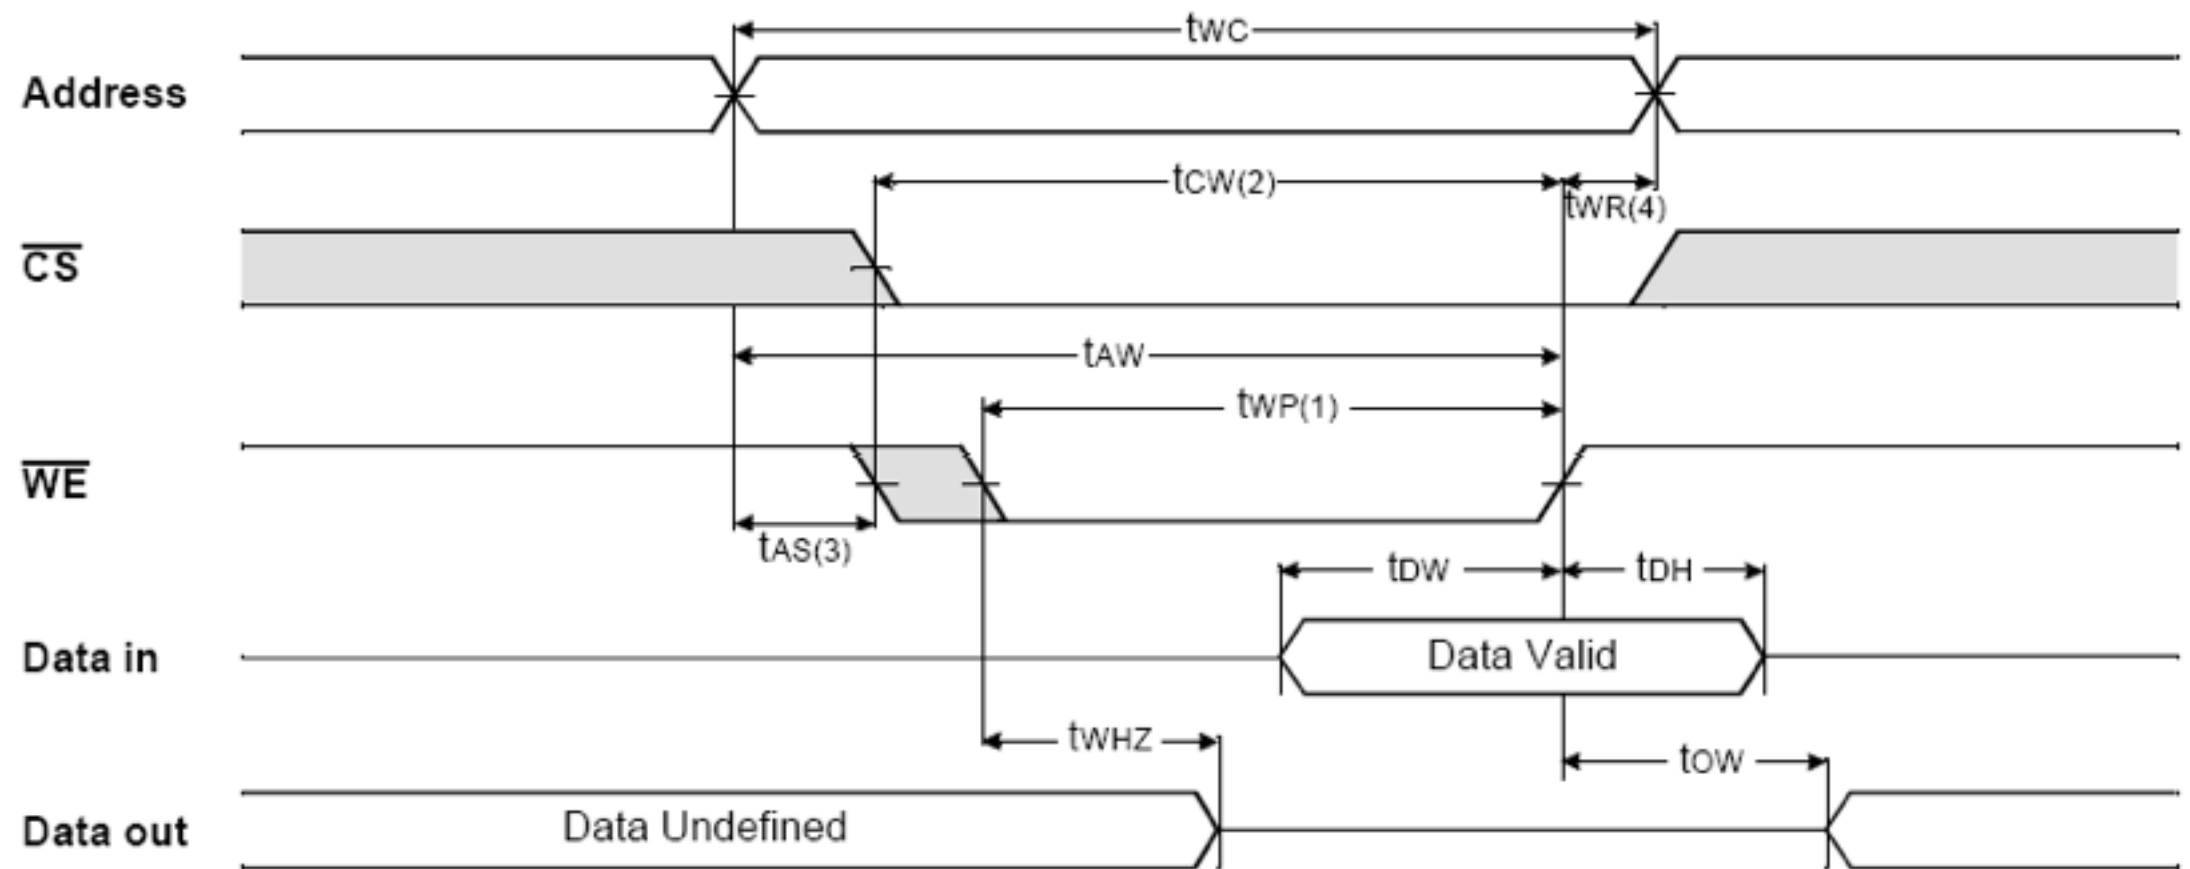 tWC
Address
tCW(2)
tWR(4)
CS
tAW
tWP(1)
WE
tAS(3)
tDW
tDH
Data in
Data Valid
tWHZ
tOW
Data out
Data Undefined